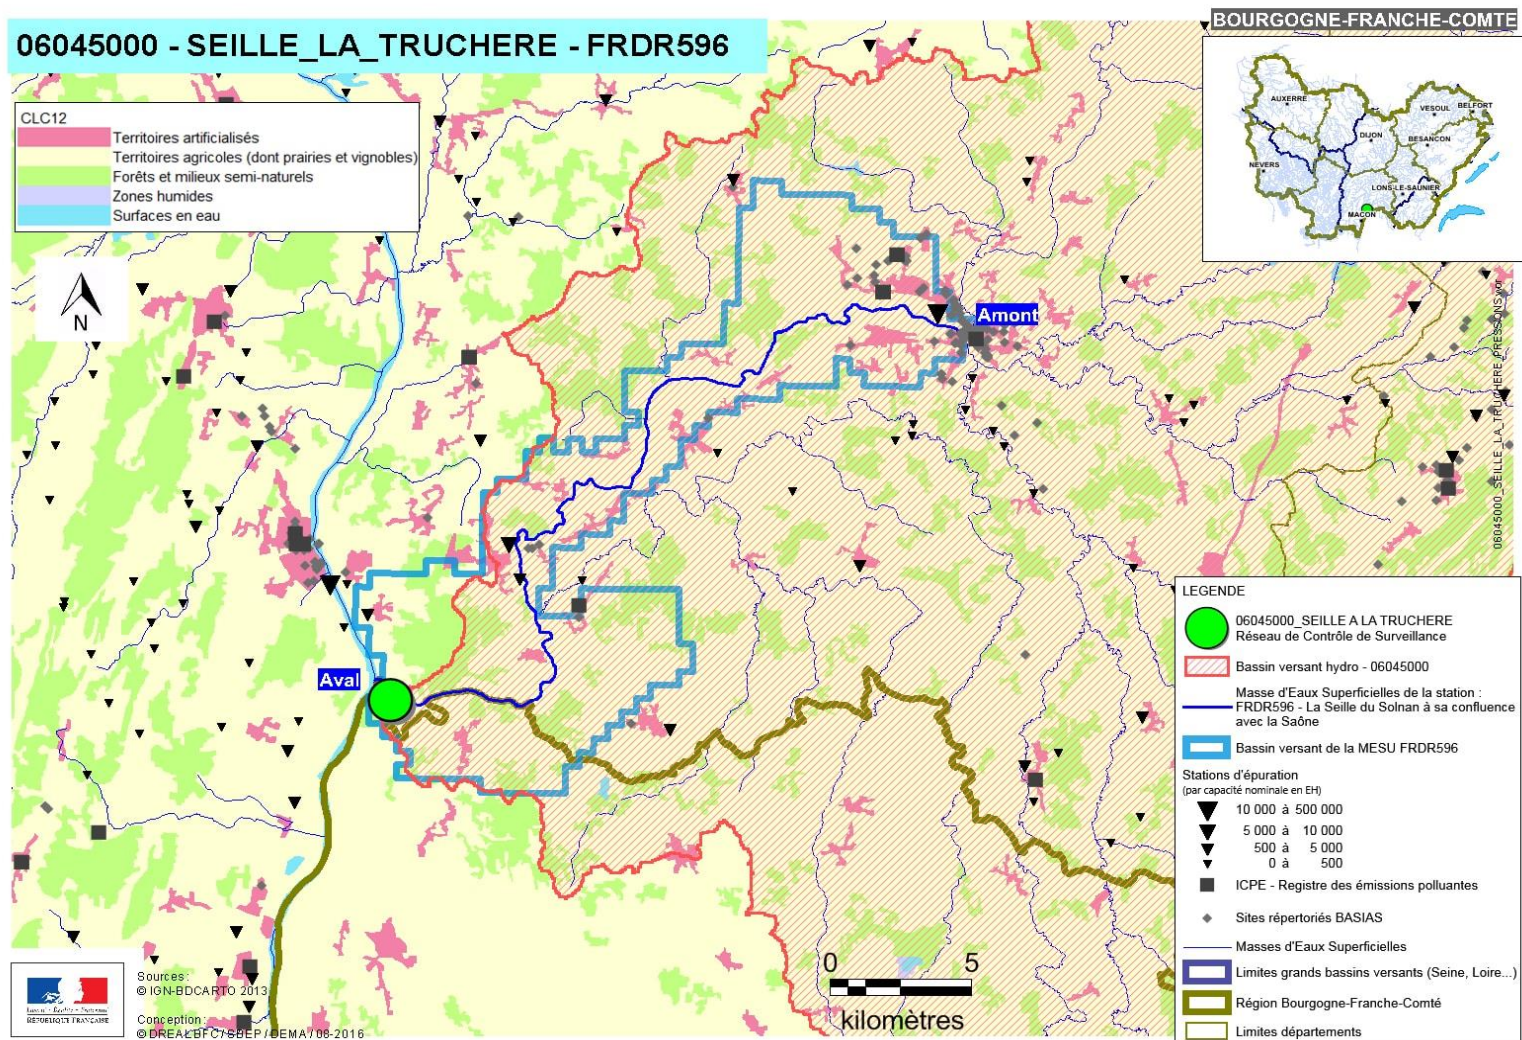 06045000 - SEILLE_LA_TRUCHERE - FRDR596
BOURGOGNE-FRANCHE-COMTE
CLC12
Territoires artificialisés
Territoires agricoles (dont prairies et vignobles)
Forêts et milieux semi-naturels
Zones humides
Surfaces en eau
N
AUXERRE
VESOUL
BELFORT
DIJON
BESANCON
NEVERS
LONS-LE-SAUNIER
MACON
Amont
Aval
LEGENDE
06045000_SEILLE A LA TRUCHERE
Réseau de Contrôle de Surveillance
Bassin versant hydro - 06045000
Masse d'Eaux Superficielles de la station :
FRDR596 - La Seille du Solnan à sa confluence
avec la Saône
Bassin versant de la MESU FRDR596
Stations d'épuration
(par capacité nominale en EH)
10 000 à 500 000
5 000 à 10 000
500 à 5 000
0 à 500
ICPE - Registre des émissions polluantes
Sites répertoriés BASIAS
Masses d'Eaux Superficielles
Limites grands bassins versants (Seine, Loire...)
Région Bourgogne-Franche-Comté
Limites départements
0 5
kilomètres
Liberté • Égalité • Fraternité
RÉPUBLIQUE FRANÇAISE
Sources :
© IGN-BDCARTO 2013
Conception :
© DREAL BFC / SBEP / DEMA / 08-2016
06045000_SEILLE_LA_TRUCHERE_PRESSIONS.wor